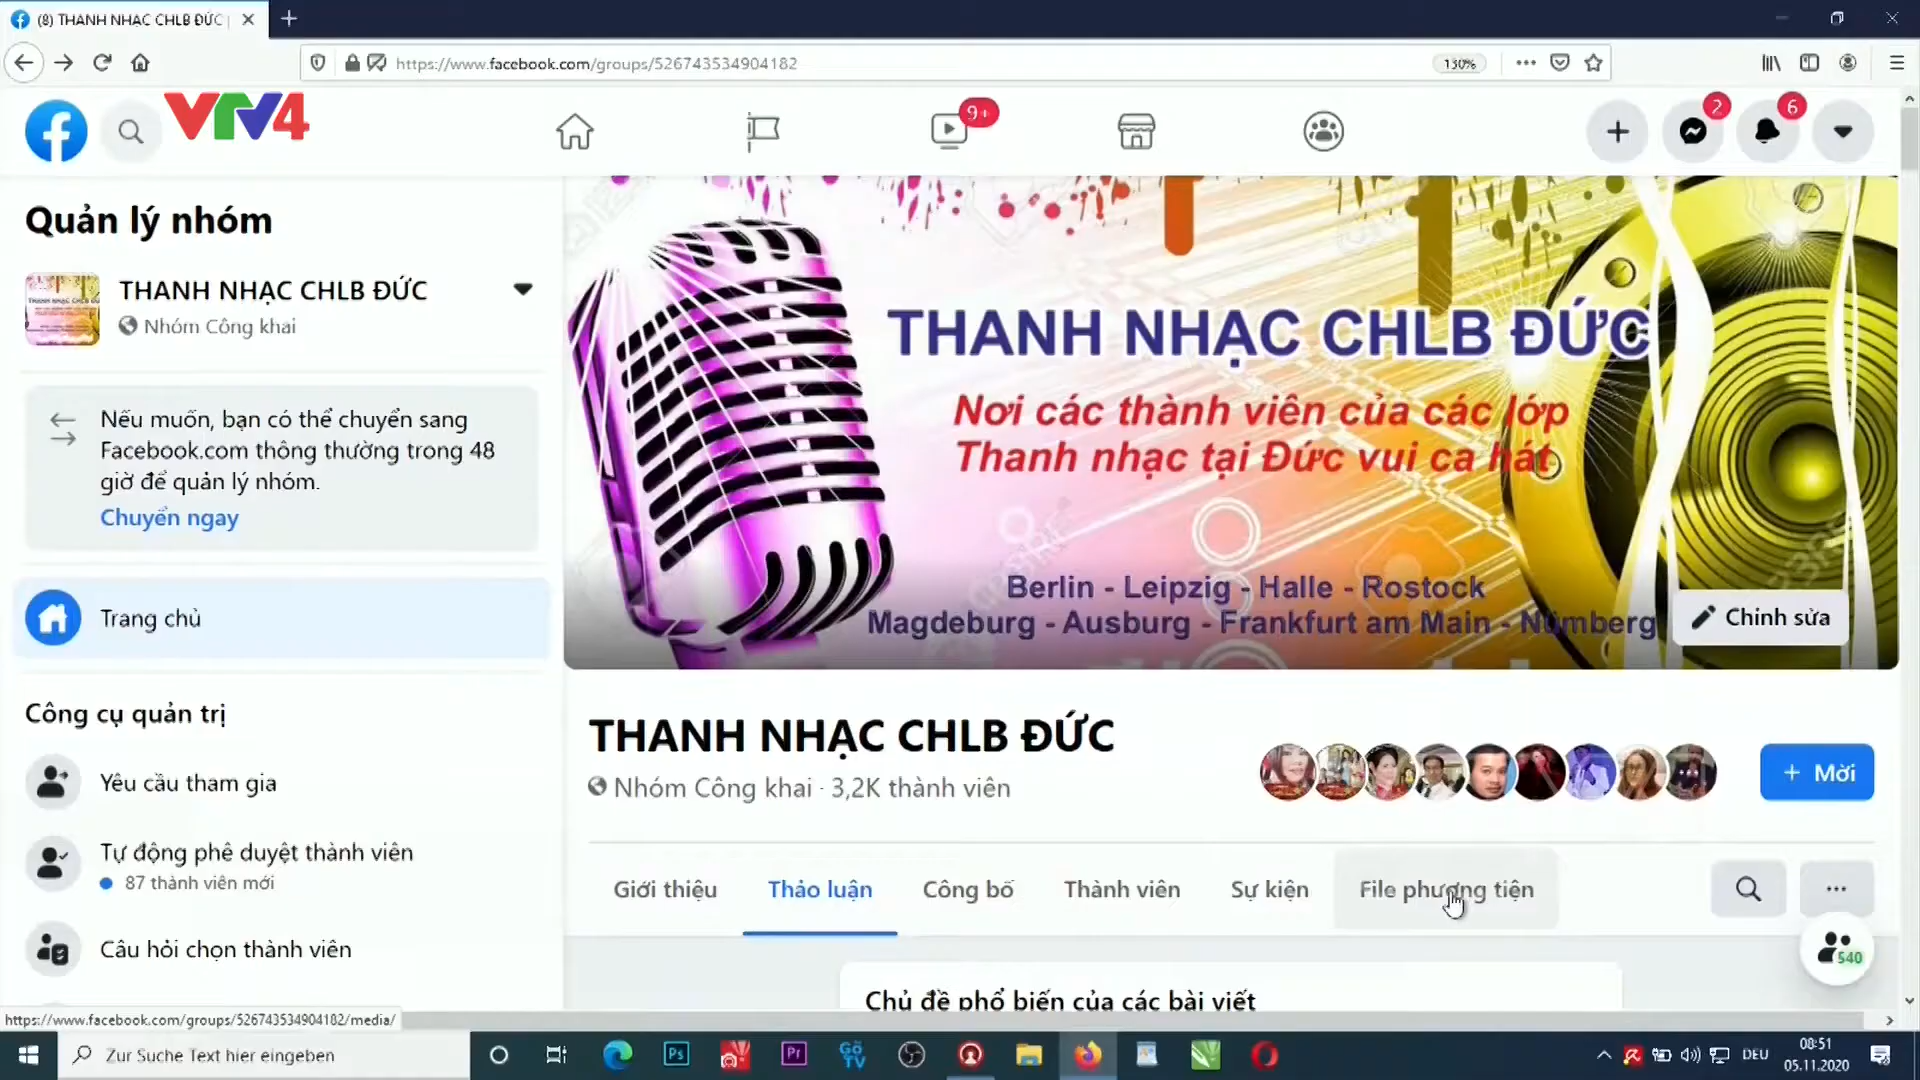 (8) THANH NHẠC CHLB ĐỨC
https://www.facebook.com/groups/526743534904182
130%
VTV4
9+
2
6
Quản lý nhóm
THANH NHẠC CHLB ĐỨC
Nhóm Công khai
Nếu muốn, bạn có thể chuyển sang
Facebook.com thông thường trong 48
giờ để quản lý nhóm.
Chuyển ngay
Trang chủ
Công cụ quản trị
Yêu cầu tham gia
Tự động phê duyệt thành viên
87 thành viên mới
Câu hỏi chọn thành viên
THANH NHẠC CHLB ĐỨC
Nơi các thành viên của các lớp
Thanh nhạc tại Đức vui ca hát
Berlin - Leipzig - Halle - Rostock
Magdeburg - Ausburg - Frankfurt am Main - Nürnberg
Chỉnh sửa
THANH NHẠC CHLB ĐỨC
Nhóm Công khai · 3,2K thành viên
+ Mời
Giới thiệu
Thảo luận
Công bố
Thành viên
Sự kiện
File phương tiện
540
Chủ đề phổ biến của các bài viết
https://www.facebook.com/groups/526743534904182/media/
Zur Suche Text hier eingeben
Ps
Pr
GO TV
DEU
08:51
05.11.2020